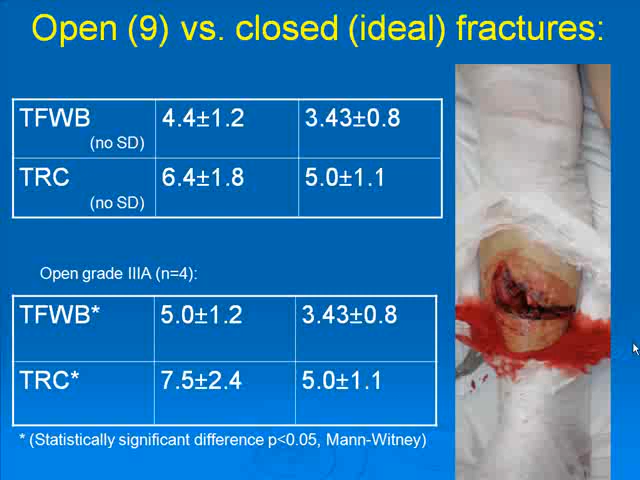 Open (9) vs. closed (ideal) fractures:
TFWB 4.4±1.2 3.43±0.8
(no SD)
TRC 6.4±1.8 5.0±1.1
(no SD)
Open grade IIIA (n=4):
TFWB* 5.0±1.2 3.43±0.8
TRC* 7.5±2.4 5.0±1.1
* (Statistically significant difference p<0.05, Mann-Witney)